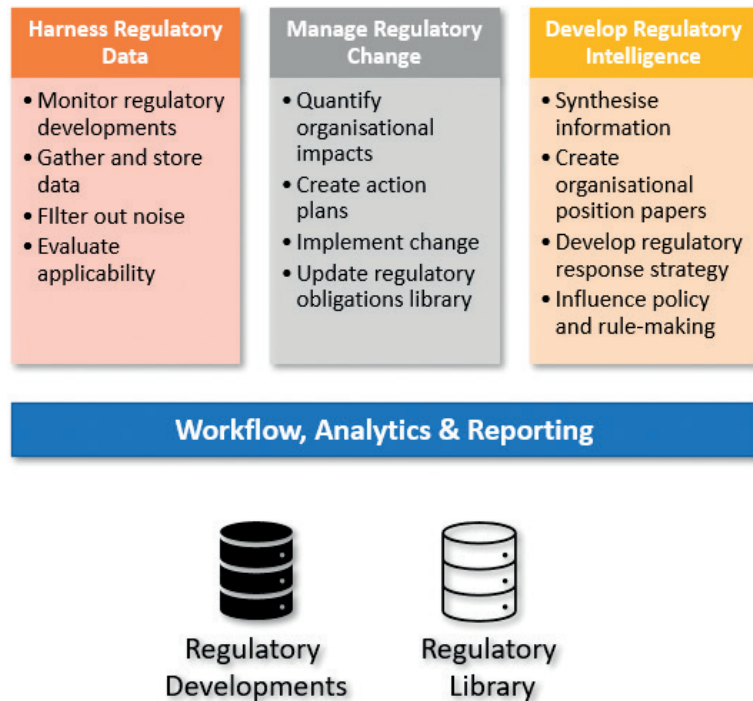 Harness Regulatory
Data
• Monitor regulatory
developments
• Gather and store
data
• FIlter out noise
• Evaluate
applicability
Manage Regulatory
Change
• Quantify
organisational
impacts
• Create action
plans
• Implement change
• Update regulatory
obligations library
Develop Regulatory
Intelligence
• Synthesise
information
• Create
organisational
position papers
• Develop regulatory
response strategy
• Influence policy
and rule-making
Workflow, Analytics & Reporting
Regulatory
Developments
Regulatory
Library